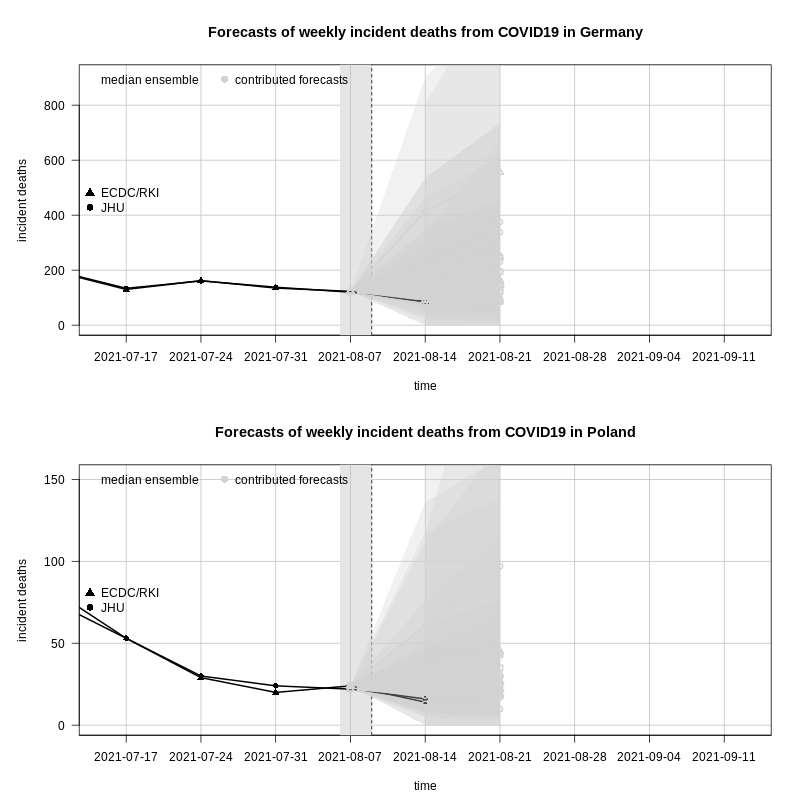 Forecasts of weekly incident deaths from COVID19 in Germany
median ensemble contributed forecasts
800
600
ECDC/RKI
JHU
400
200
0
incident deaths
2021-07-17 2021-07-24 2021-07-31 2021-08-07 2021-08-14 2021-08-21 2021-08-28 2021-09-04 2021-09-11
time
Forecasts of weekly incident deaths from COVID19 in Poland
median ensemble contributed forecasts
150
100
ECDC/RKI
JHU
50
0
incident deaths
2021-07-17 2021-07-24 2021-07-31 2021-08-07 2021-08-14 2021-08-21 2021-08-28 2021-09-04 2021-09-11
time